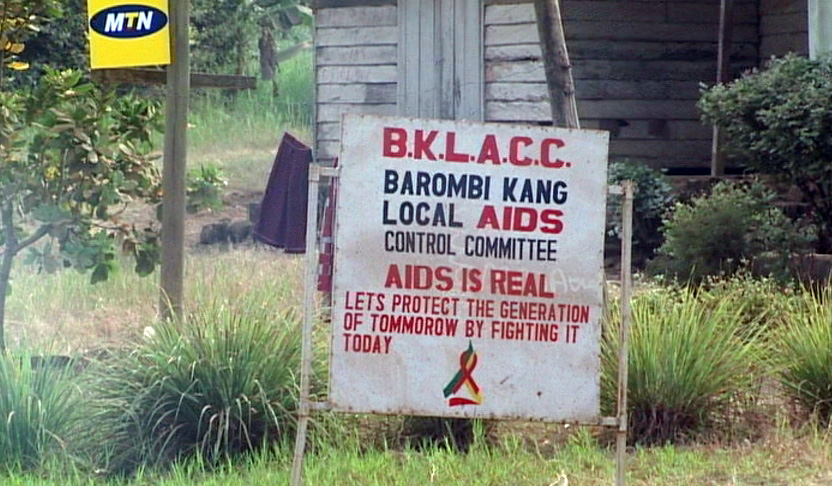 MTN
B.K.L.A.C.C.
BAROMBI KANG
LOCAL AIDS
CONTROL COMMITTEE
AIDS IS REAL
LETS PROTECT THE GENERATION
OF TOMMOROW BY FIGHTING IT
TODAY